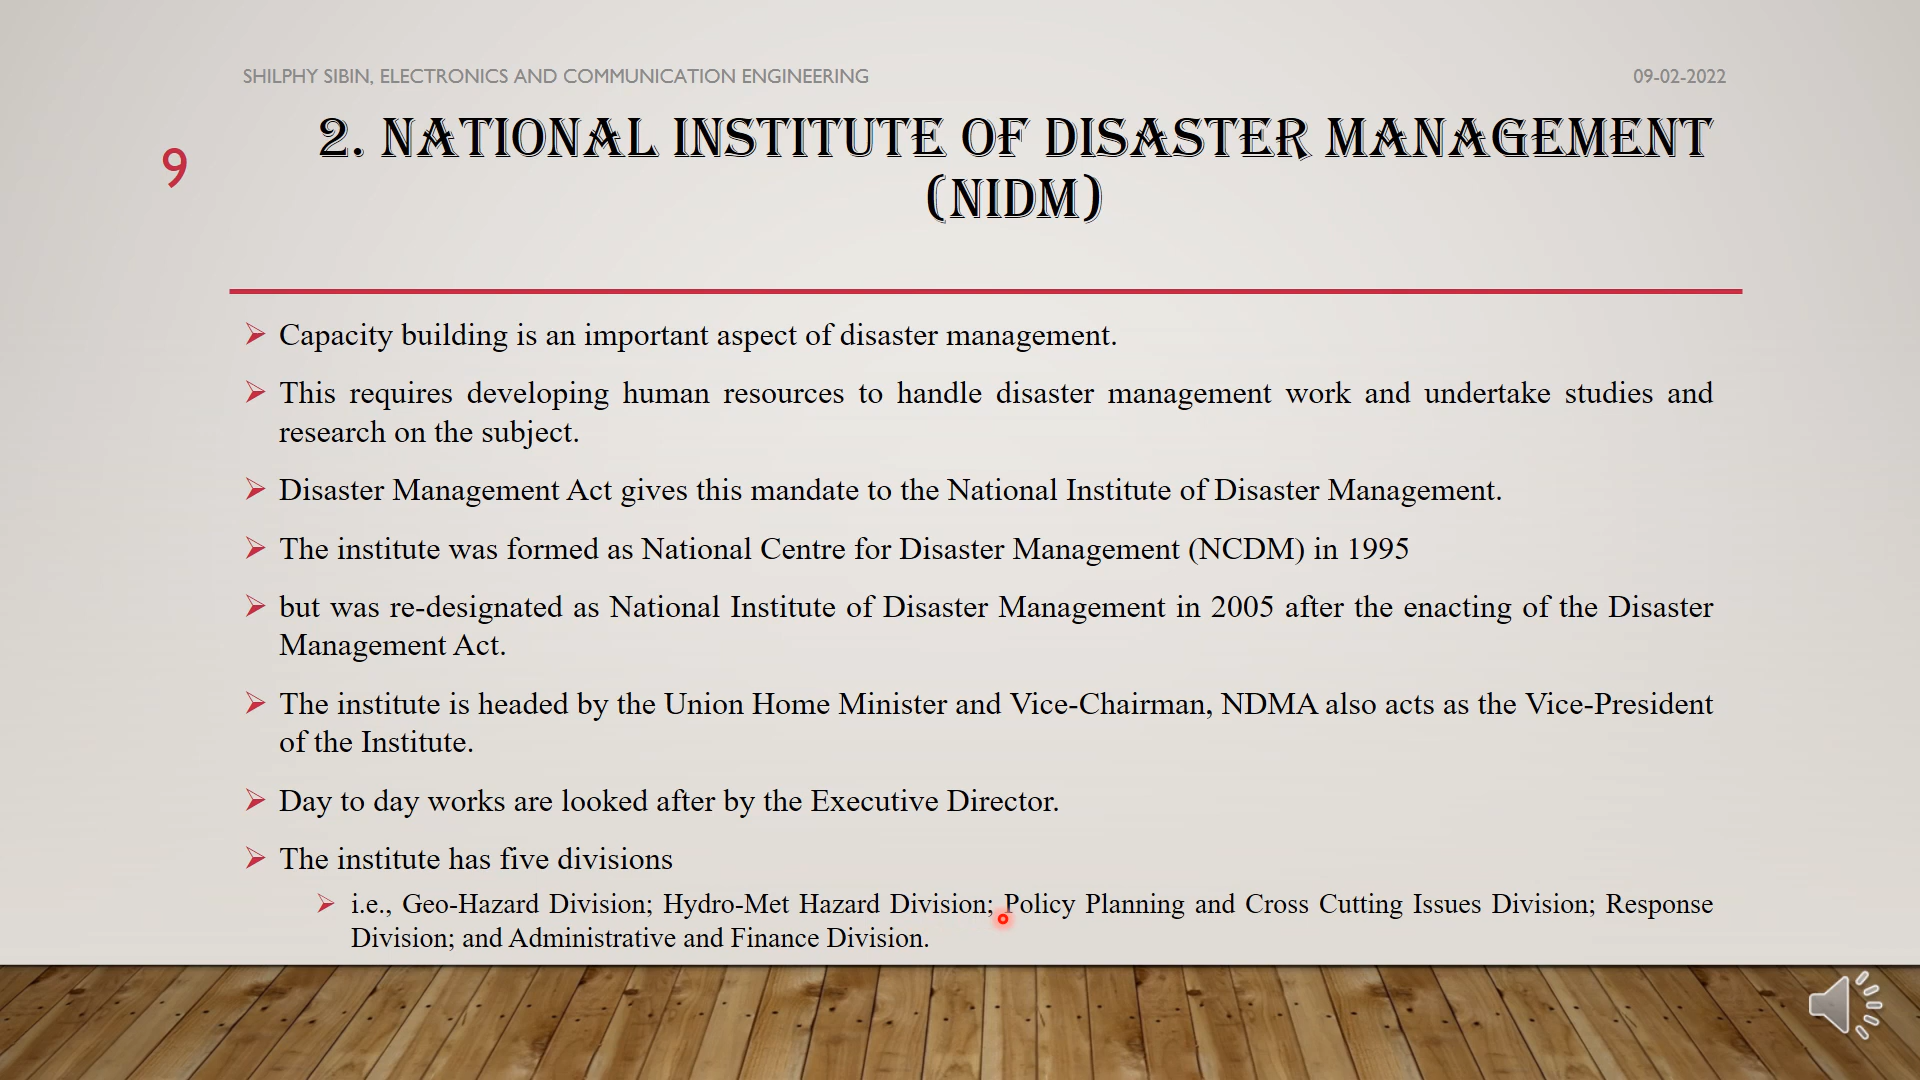 SHILPHY SIBIN, ELECTRONICS AND COMMUNICATION ENGINEERING
09-02-2022
9
2. NATIONAL INSTITUTE OF DISASTER MANAGEMENT
(NIDM)
Capacity building is an important aspect of disaster management.
This requires developing human resources to handle disaster management work and undertake studies and
research on the subject.
Disaster Management Act gives this mandate to the National Institute of Disaster Management.
The institute was formed as National Centre for Disaster Management (NCDM) in 1995
but was re-designated as National Institute of Disaster Management in 2005 after the enacting of the Disaster
Management Act.
The institute is headed by the Union Home Minister and Vice-Chairman, NDMA also acts as the Vice-President
of the Institute.
Day to day works are looked after by the Executive Director.
The institute has five divisions
i.e., Geo-Hazard Division; Hydro-Met Hazard Division; Policy Planning and Cross Cutting Issues Division; Response
Division; and Administrative and Finance Division.